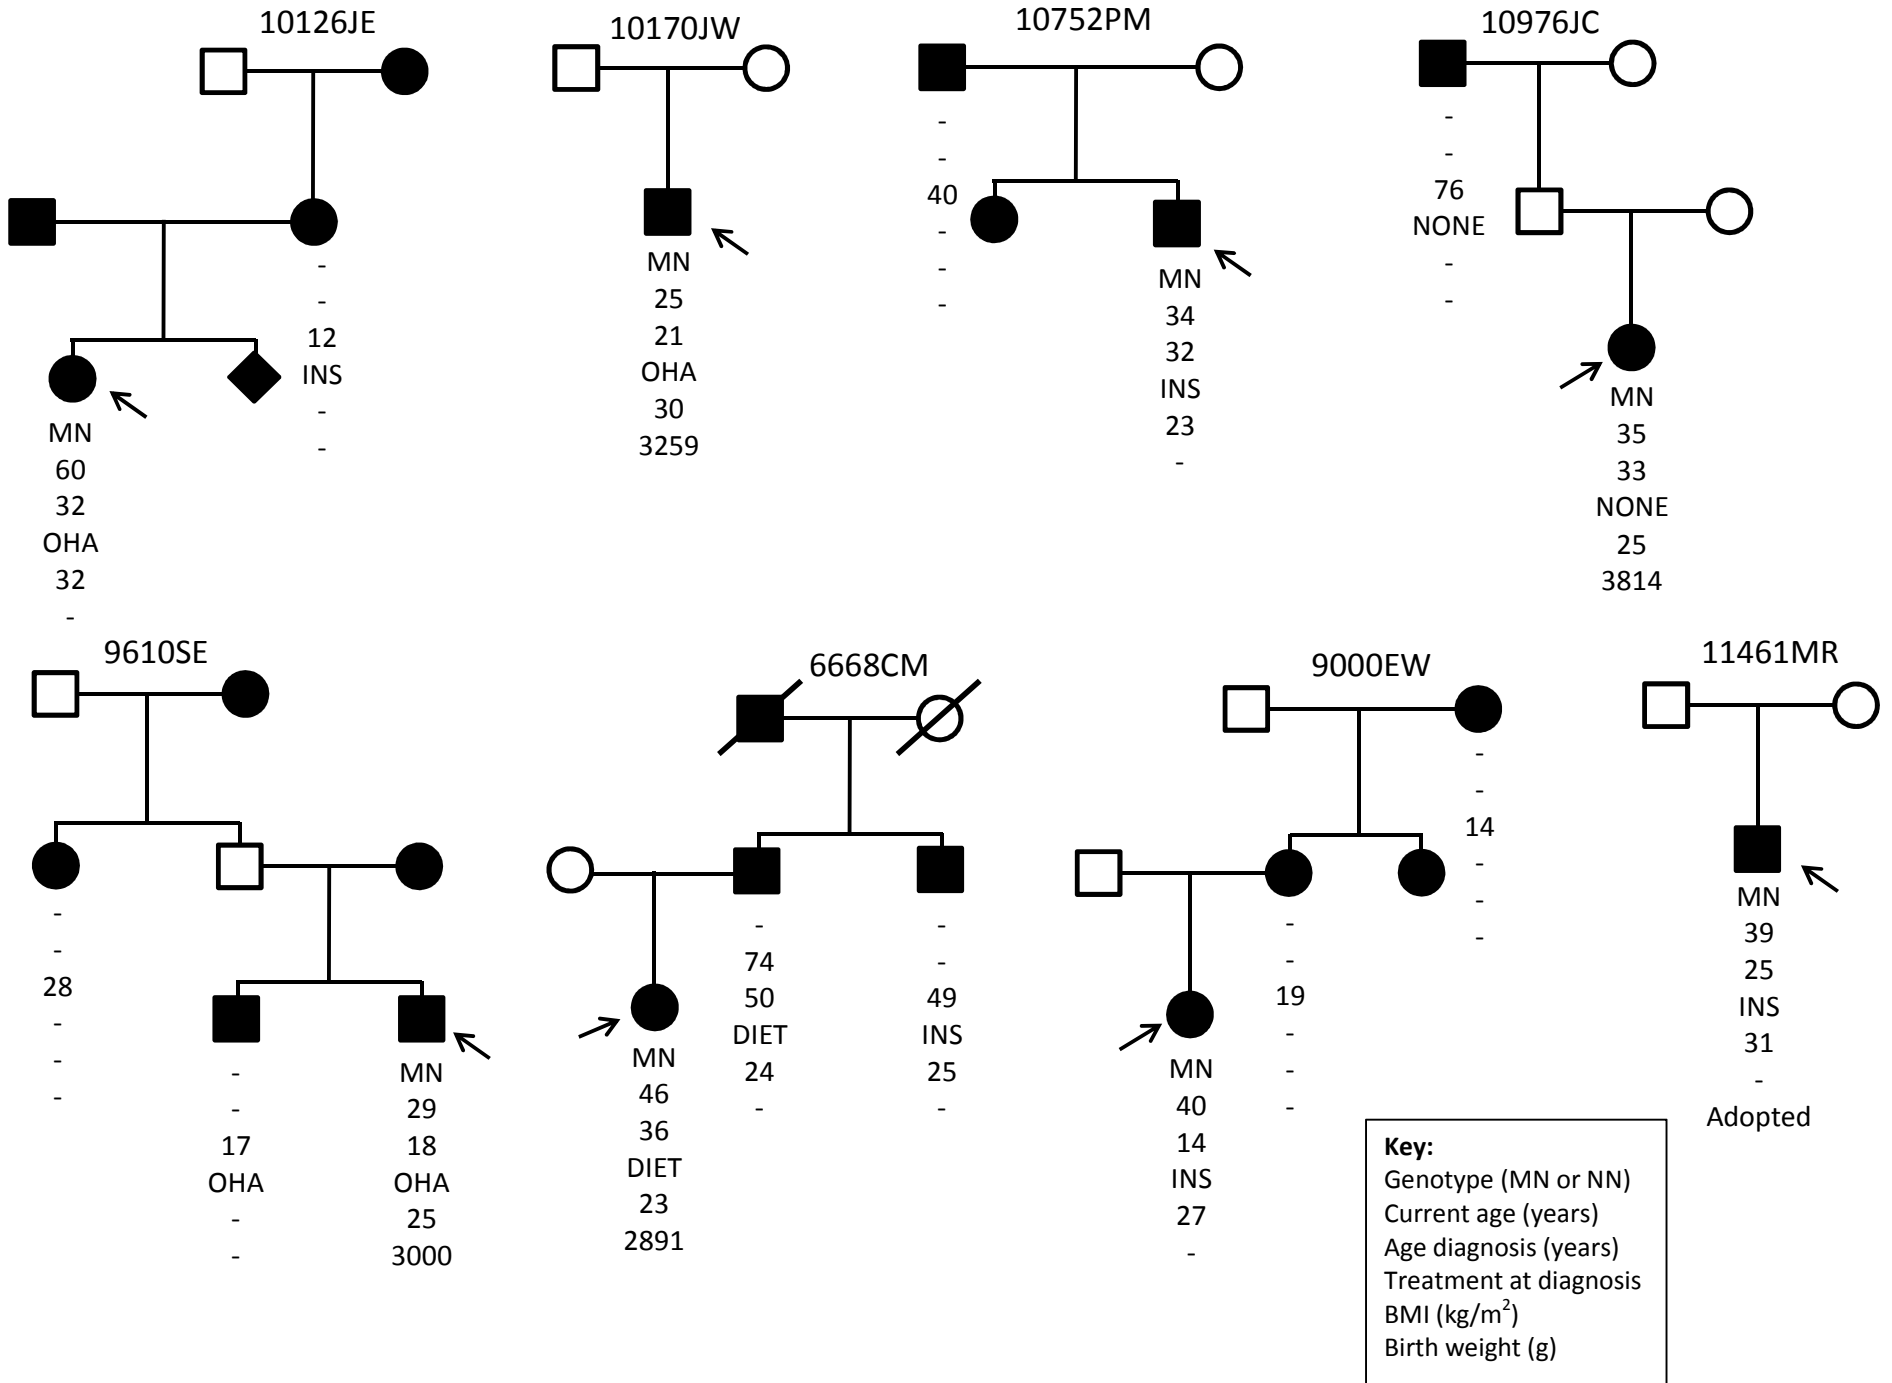 10126JE
-
-
12
INS
-
-
MN
60
32
OHA
32
-
10170JW
MN
25
21
OHA
30
3259
10752PM
-
-
40
-
-
-
MN
34
32
INS
23
-
10976JC
-
-
76
NONE
-
-
MN
35
33
NONE
25
3814
9610SE
-
-
28
-
-
-
-
-
17
OHA
-
-
MN
29
18
OHA
25
3000
6668CM
-
74
50
DIET
24
-
-
-
49
INS
25
-
MN
46
36
DIET
23
2891
9000EW
-
-
14
-
-
-
-
-
19
-
-
-
MN
40
14
INS
27
-
11461MR
MN
39
25
INS
31
-
Adopted
Key:
Genotype (MN or NN)
Current age (years)
Age diagnosis (years)
Treatment at diagnosis
BMI (kg/m²)
Birth weight (g)